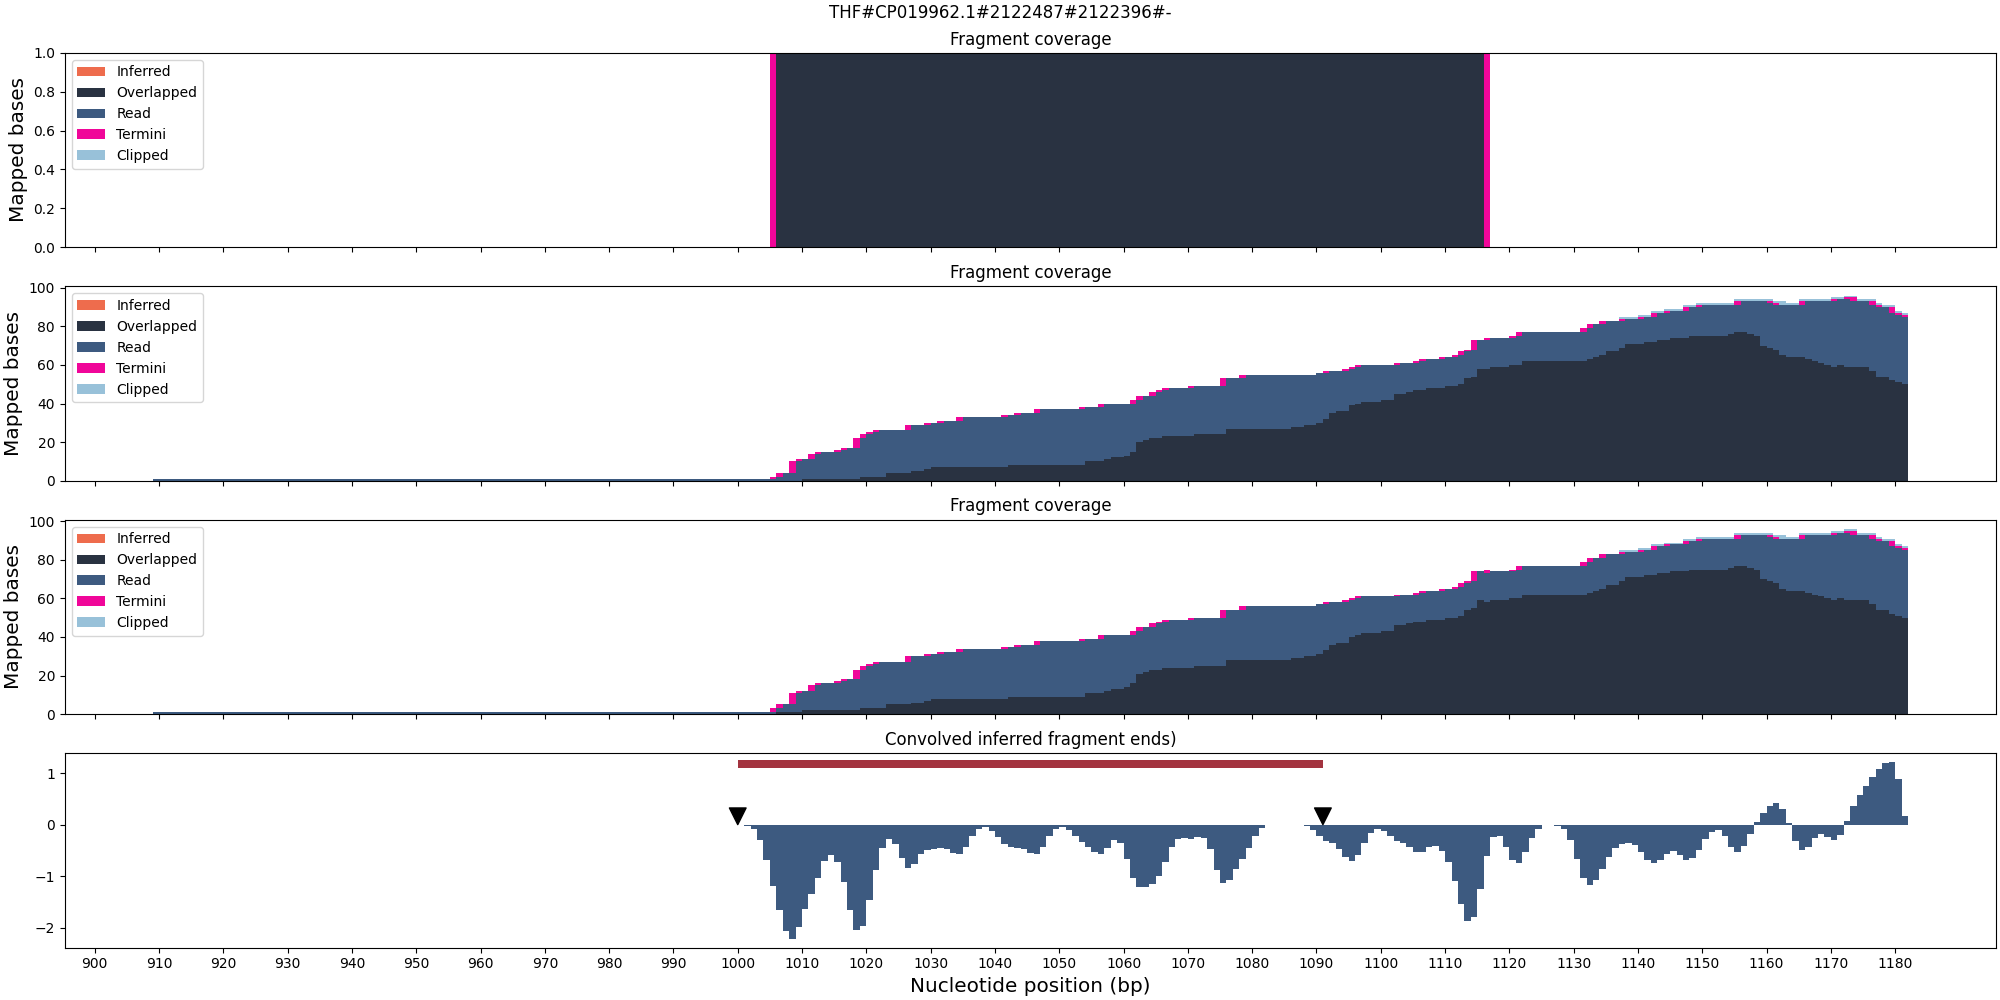 THF#CP019962.1#2122487#2122396#-
Fragment coverage
Mapped bases
1.0
0.8
0.6
0.4
0.2
0.0
Inferred
Overlapped
Read
Termini
Clipped
Fragment coverage
Mapped bases
100
80
60
40
20
0
Inferred
Overlapped
Read
Termini
Clipped
Fragment coverage
Mapped bases
100
80
60
40
20
0
Inferred
Overlapped
Read
Termini
Clipped
Convolved inferred fragment ends)
1
0
−1
−2
900 910 920 930 940 950 960 970 980 990 1000 1010 1020 1030 1040 1050 1060 1070 1080 1090 1100 1110 1120 1130 1140 1150 1160 1170 1180
Nucleotide position (bp)